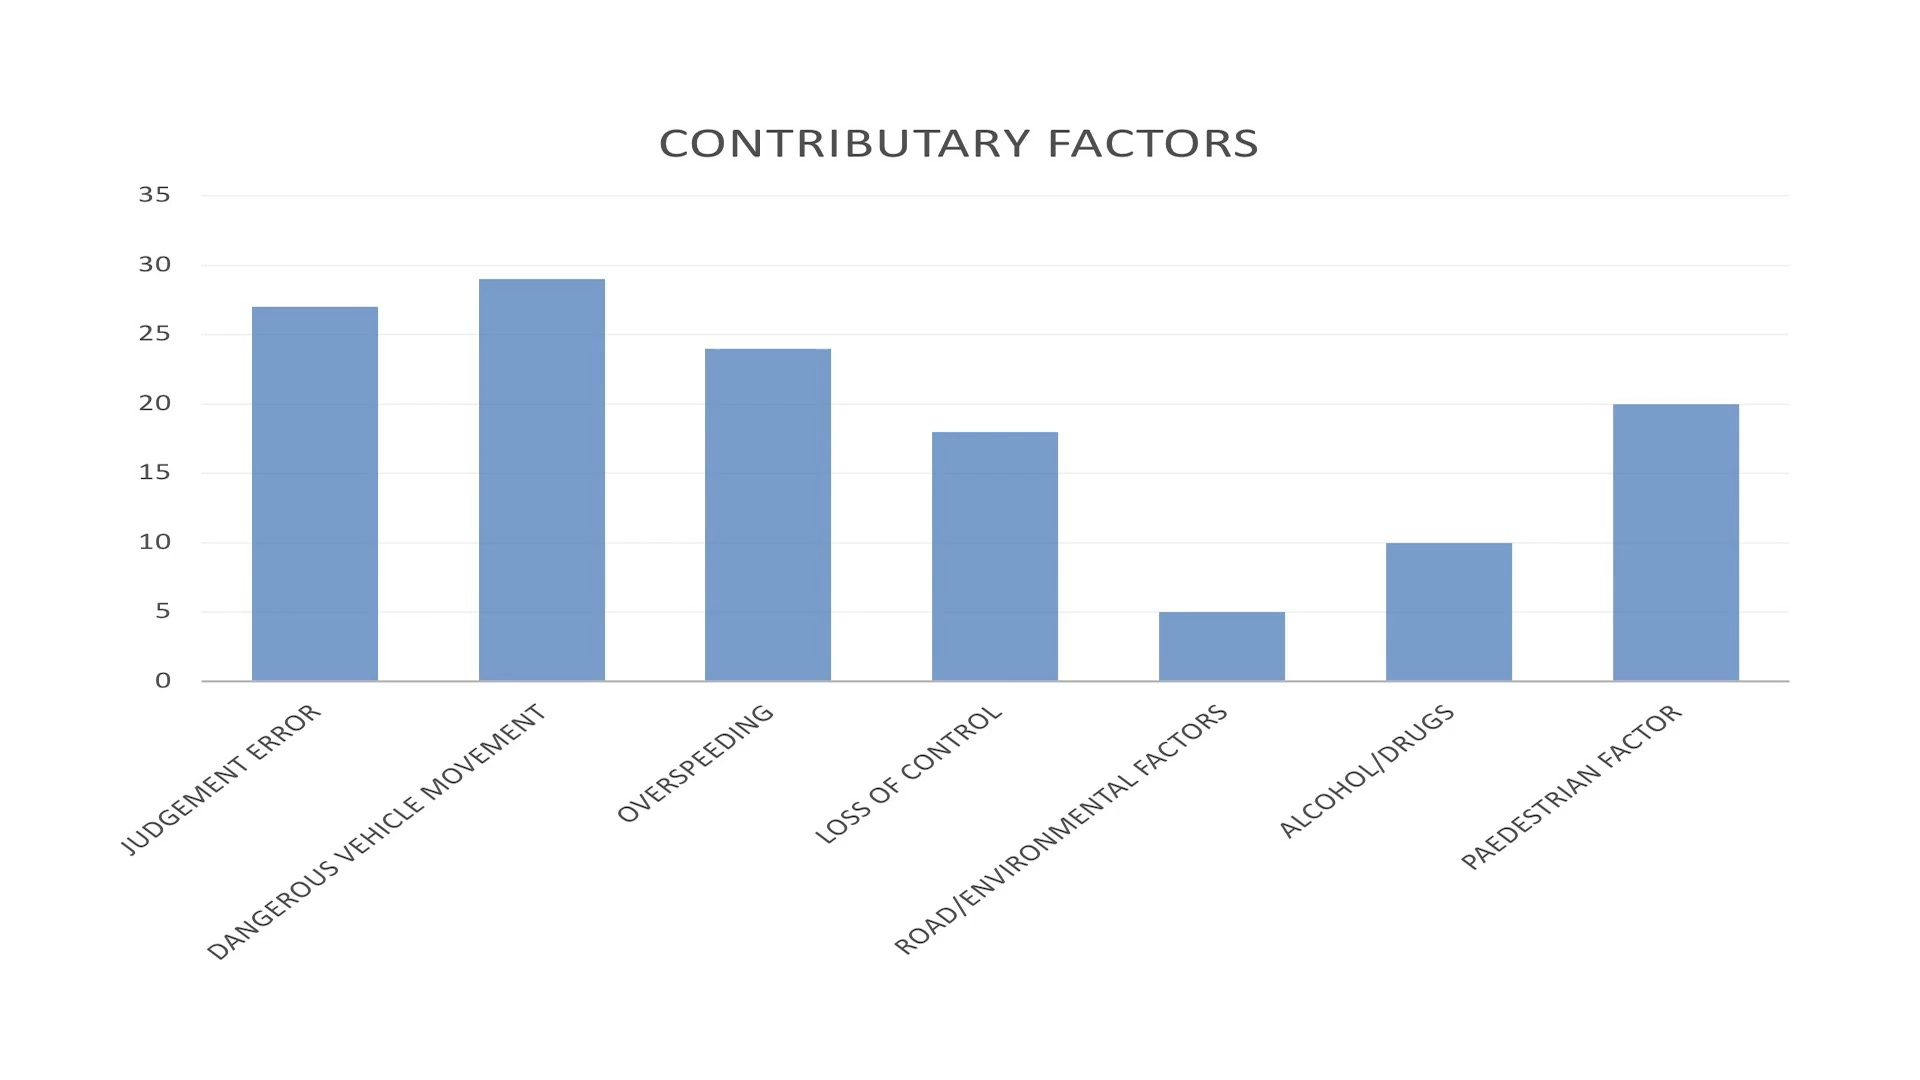 CONTRIBUTARY FACTORS
35
30
25
20
15
10
5
0
JUDGEMENT ERROR
DANGEROUS VEHICLE MOVEMENT
OVERSPEEDING
LOSS OF CONTROL
ROAD/ENVIRONMENTAL FACTORS
ALCOHOL/DRUGS
PAEDESTRIAN FACTOR